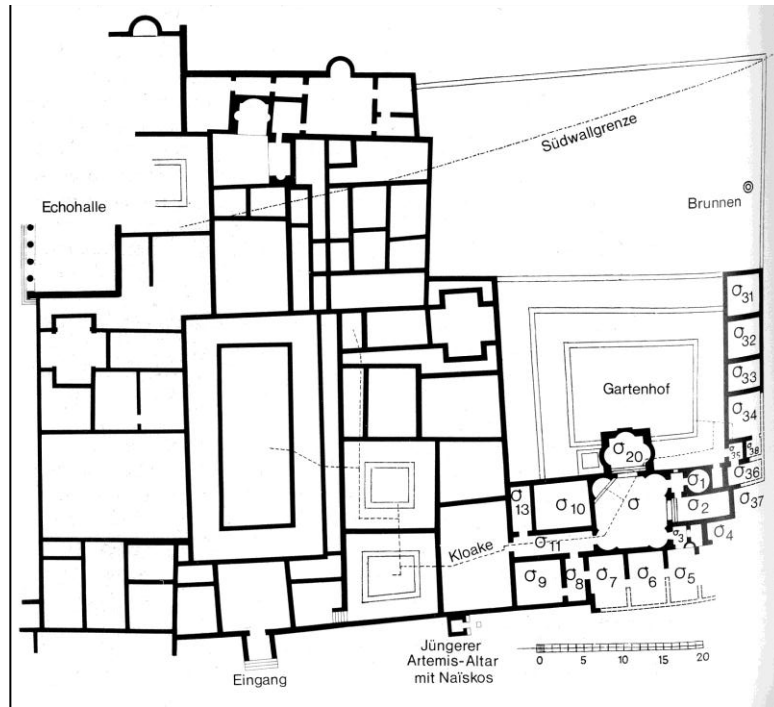 Südwallgrenze
Echohalle
Brunnen
σ31
σ32
σ33
Gartenhof
σ34
σ20
σ35
σ38
σ1
σ36
σ13
σ10
σ
σ2
σ37
σ11
σ3
σ4
Kloake
σ9
σ8
σ7
σ6
σ5
Jüngerer
Artemis-Altar
mit Naïskos
0 5 10 15 20
Eingang